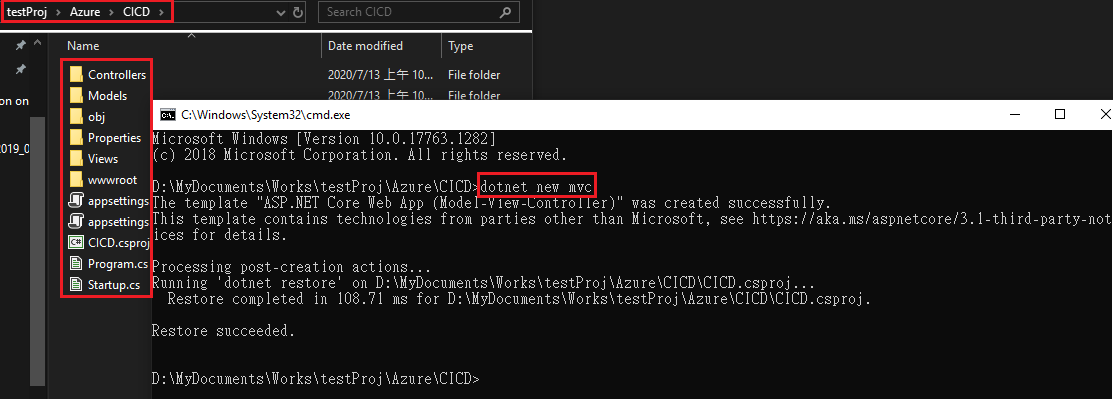 testProj > Azure > CICD >
Search CICD
Name Date modified Type
Controllers 2020/7/13 上午 10... File folder
Models 2020/7/13 上午 10... File folder
obj
Properties
Views
wwwroot
appsettings
appsettings
CICD.csproj
Program.cs
Startup.cs
on on
2019_0
C:\Windows\System32\cmd.exe
Microsoft Windows [Version 10.0.17763.1282]
(c) 2018 Microsoft Corporation. All rights reserved.
D:\MyDocuments\Works\testProj\Azure\CICD>dotnet new mvc
The template "ASP.NET Core Web App (Model-View-Controller)" was created successfully.
This template contains technologies from parties other than Microsoft, see https://aka.ms/aspnetcore/3.1-third-party-not
ices for details.
Processing post-creation actions...
Running 'dotnet restore' on D:\MyDocuments\Works\testProj\Azure\CICD\CICD.csproj...
Restore completed in 108.71 ms for D:\MyDocuments\Works\testProj\Azure\CICD\CICD.csproj.
Restore succeeded.
D:\MyDocuments\Works\testProj\Azure\CICD>